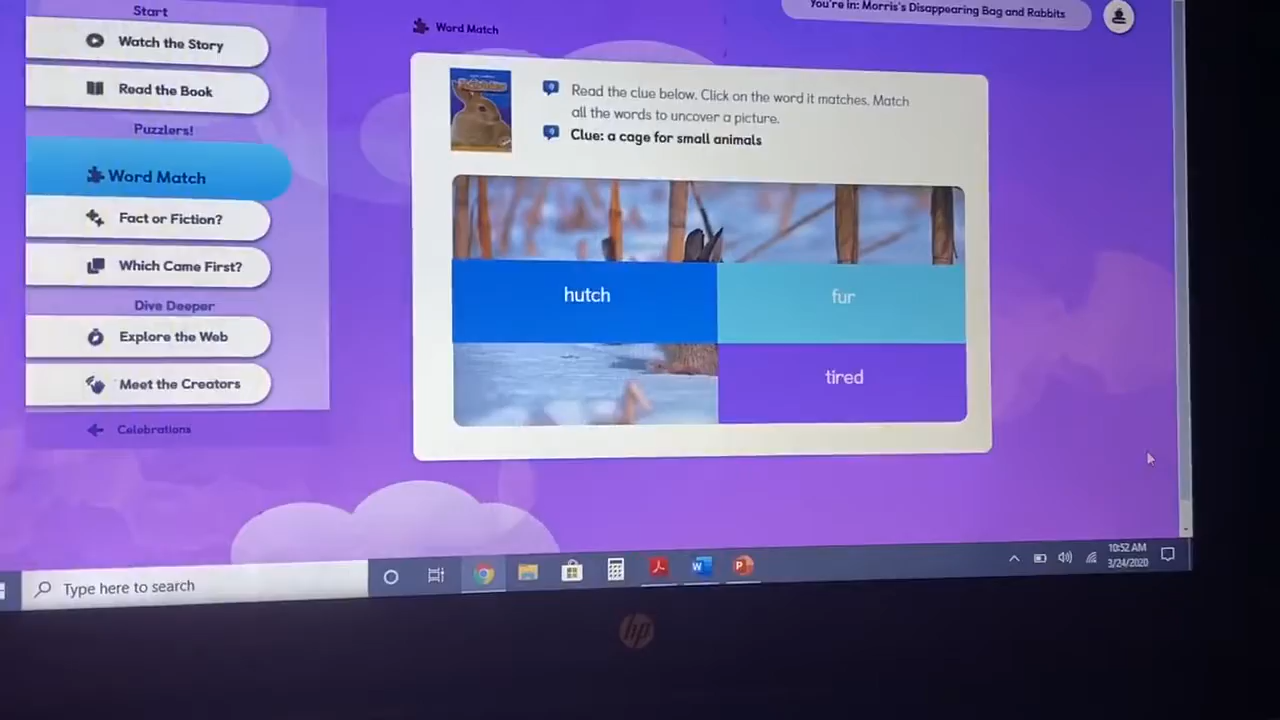 Start
Watch the Story
Read the Book
Puzzlers!
Word Match
Fact or Fiction?
Which Came First?
Dive Deeper
Explore the Web
Meet the Creators
Celebrations
Word Match
You're in: Morris's Disappearing Bag and Rabbits
Read the clue below. Click on the word it matches. Match
all the words to uncover a picture.
Clue: a cage for small animals
hutch
fur
tired
Type here to search
10:52 AM
3/24/2020
hp